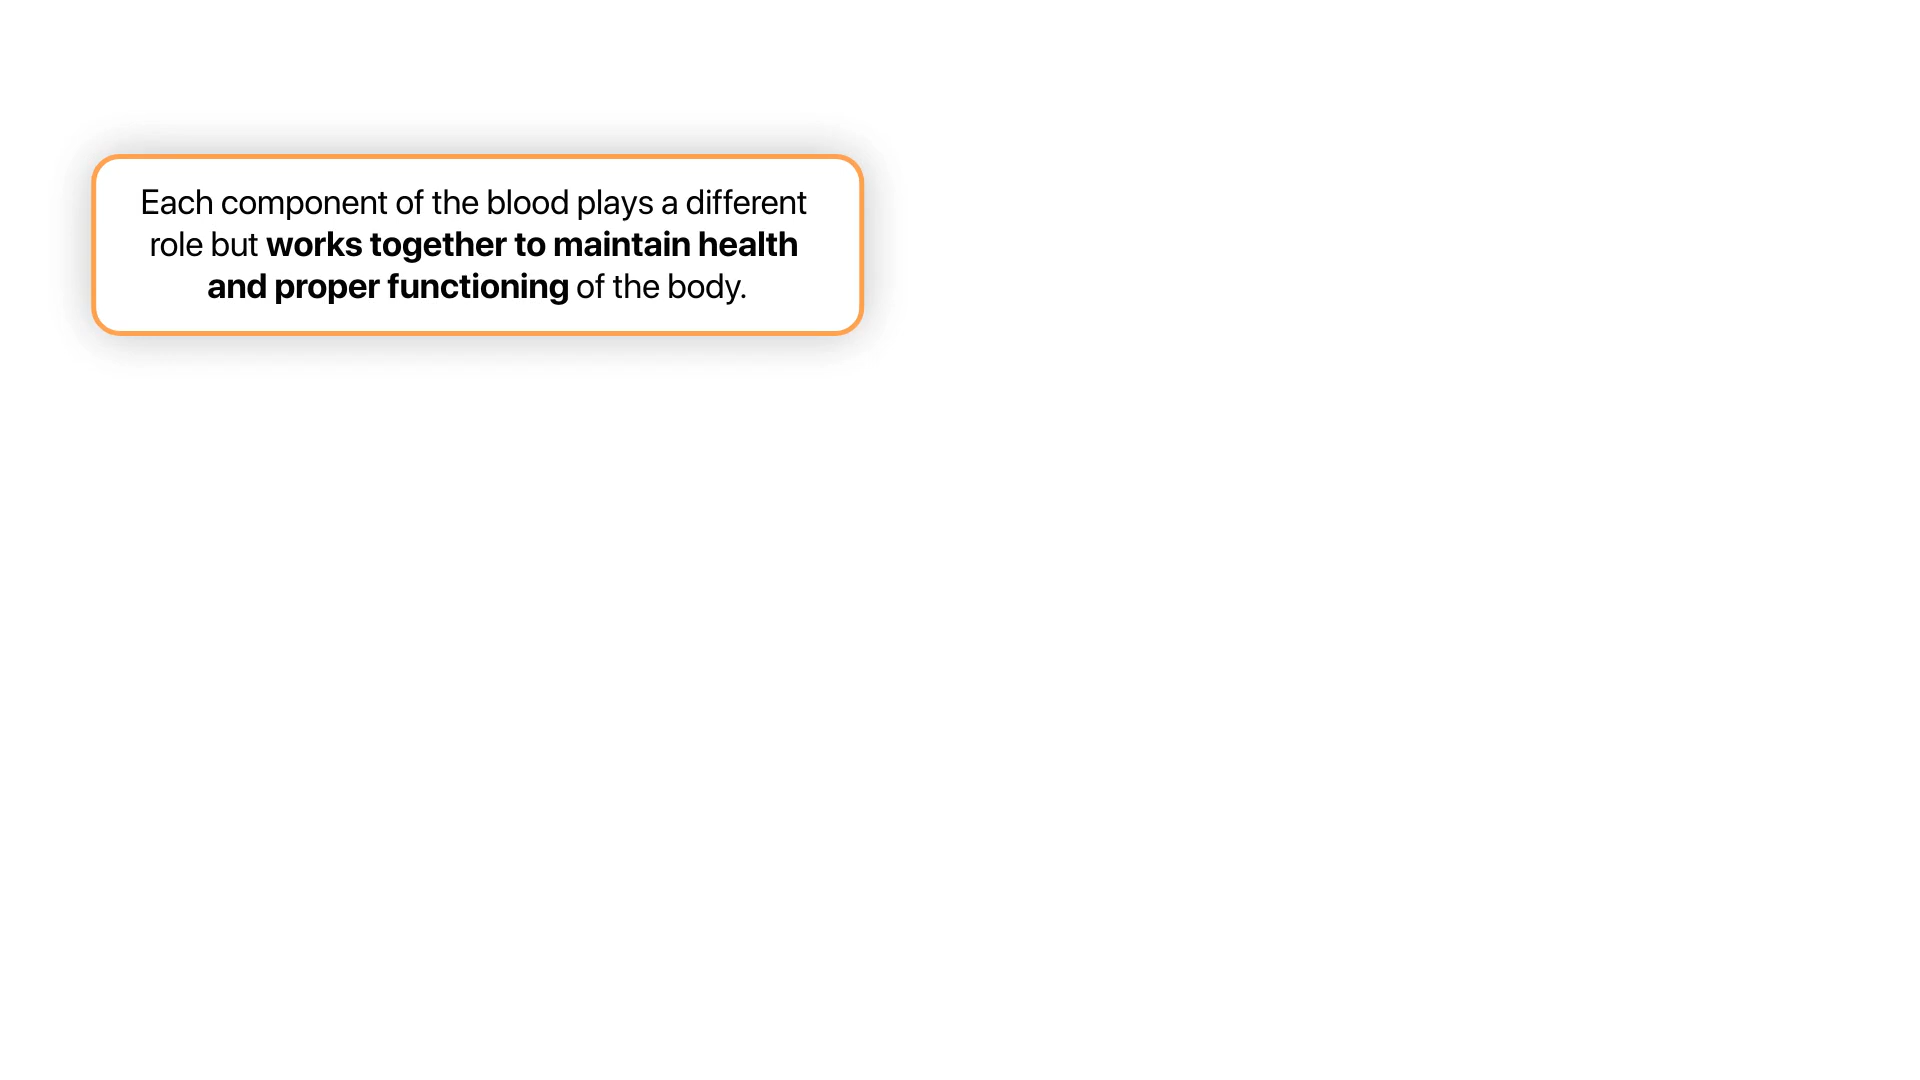 Each component of the blood plays a different
role but works together to maintain health
and proper functioning of the body.